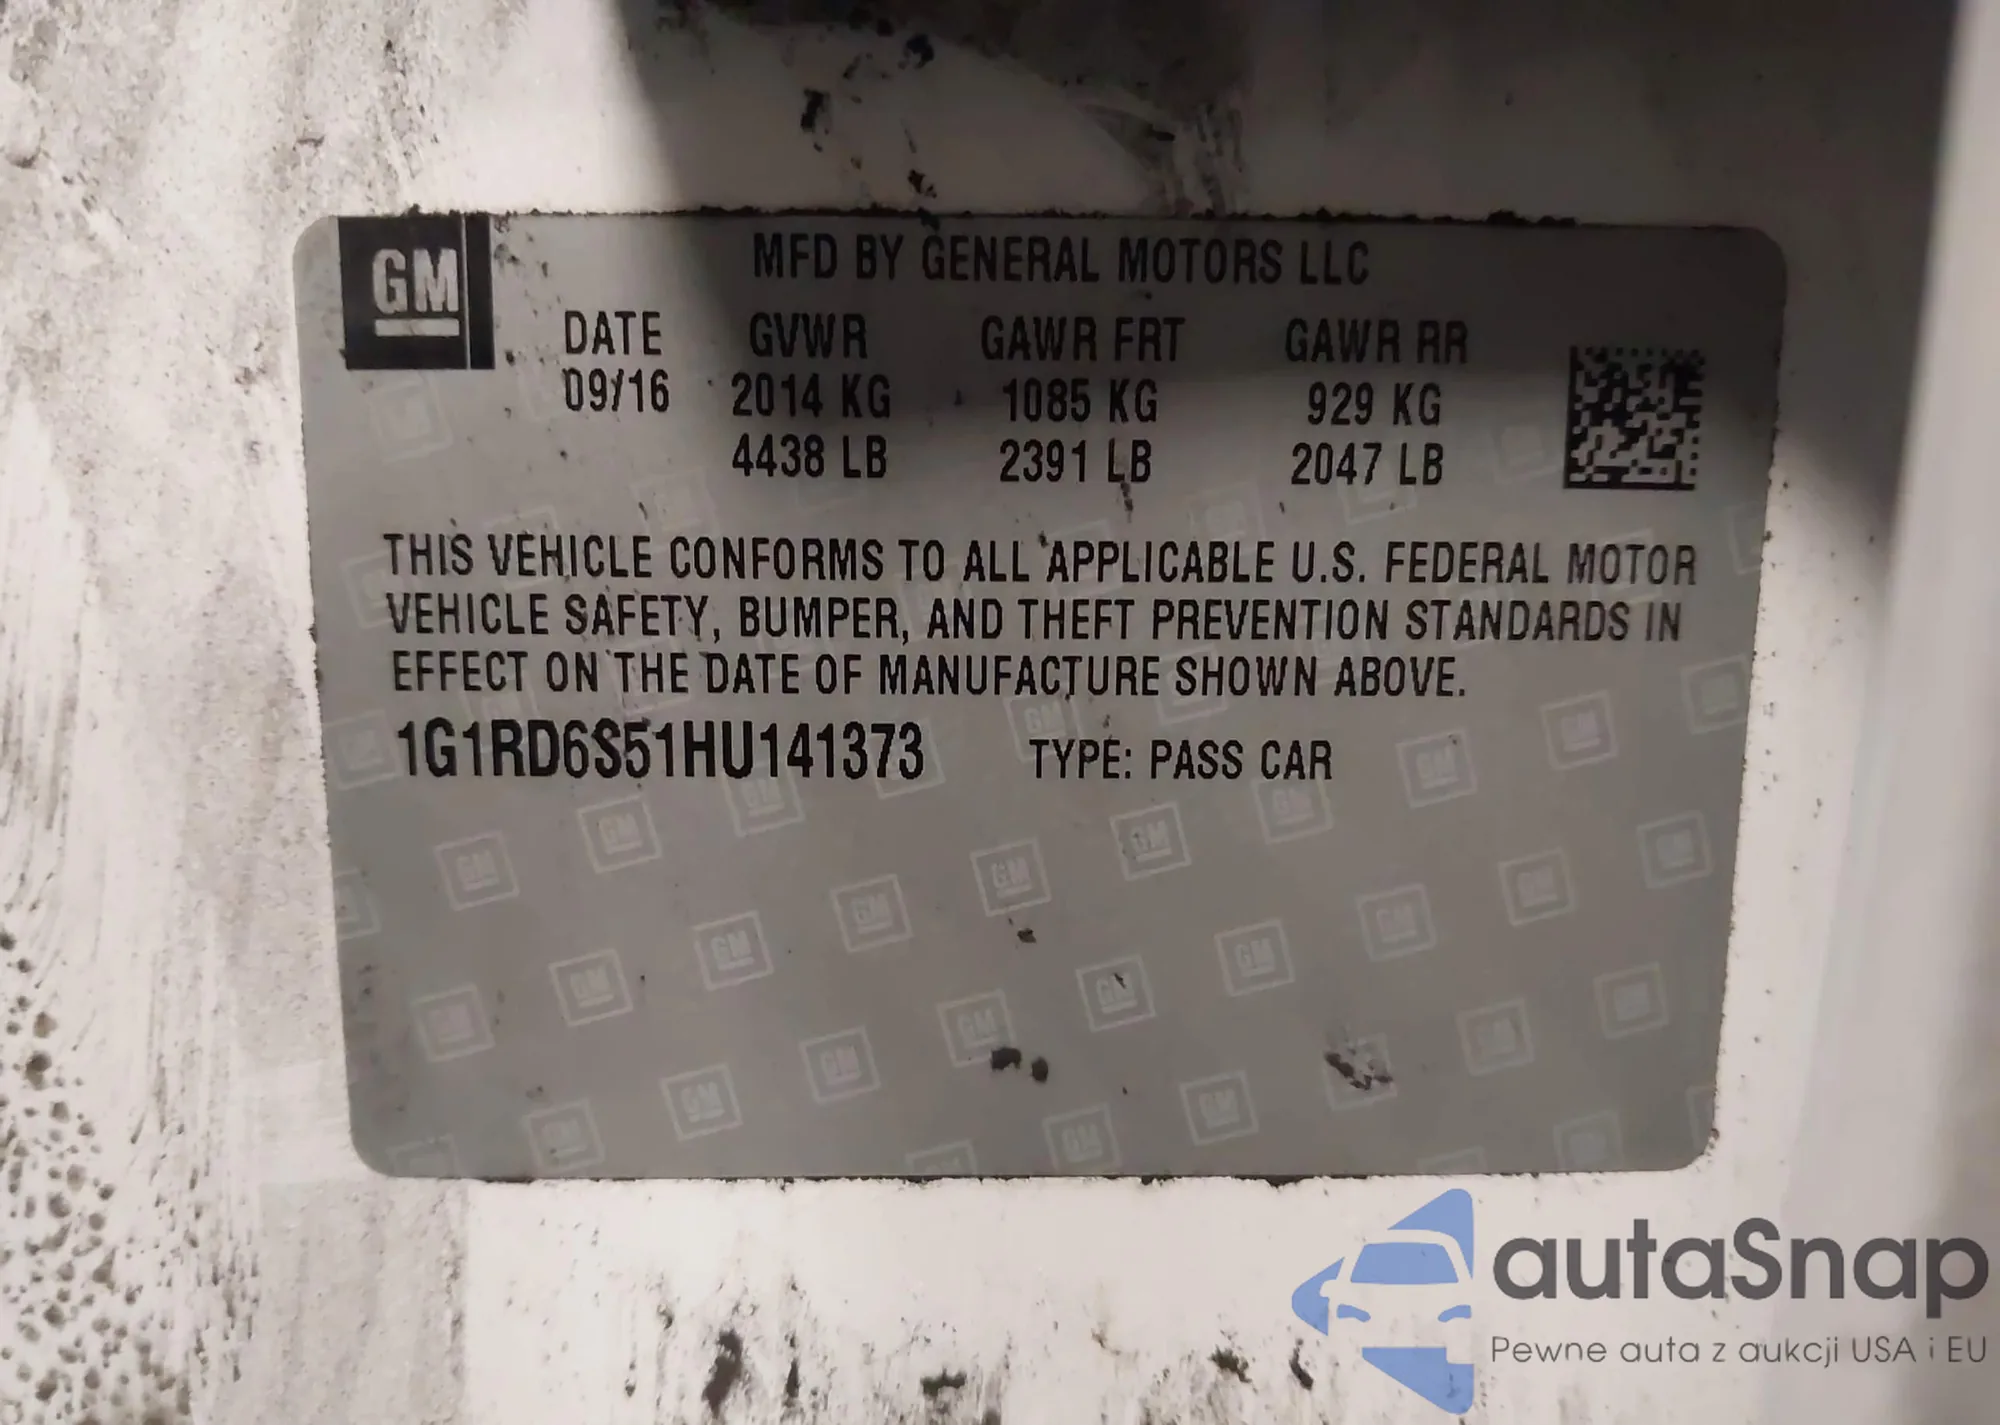 GM
MFD BY GENERAL MOTORS LLC
DATE GVWR GAWR FRT GAWR RR
09/16 2014 KG 1085 KG 929 KG
4438 LB 2391 LB 2047 LB
THIS VEHICLE CONFORMS TO ALL APPLICABLE U.S. FEDERAL MOTOR
VEHICLE SAFETY, BUMPER, AND THEFT PREVENTION STANDARDS IN
EFFECT ON THE DATE OF MANUFACTURE SHOWN ABOVE.
1G1RD6S51HU141373 TYPE: PASS CAR
autaSnap
Pewne auta z aukcji USA i EU